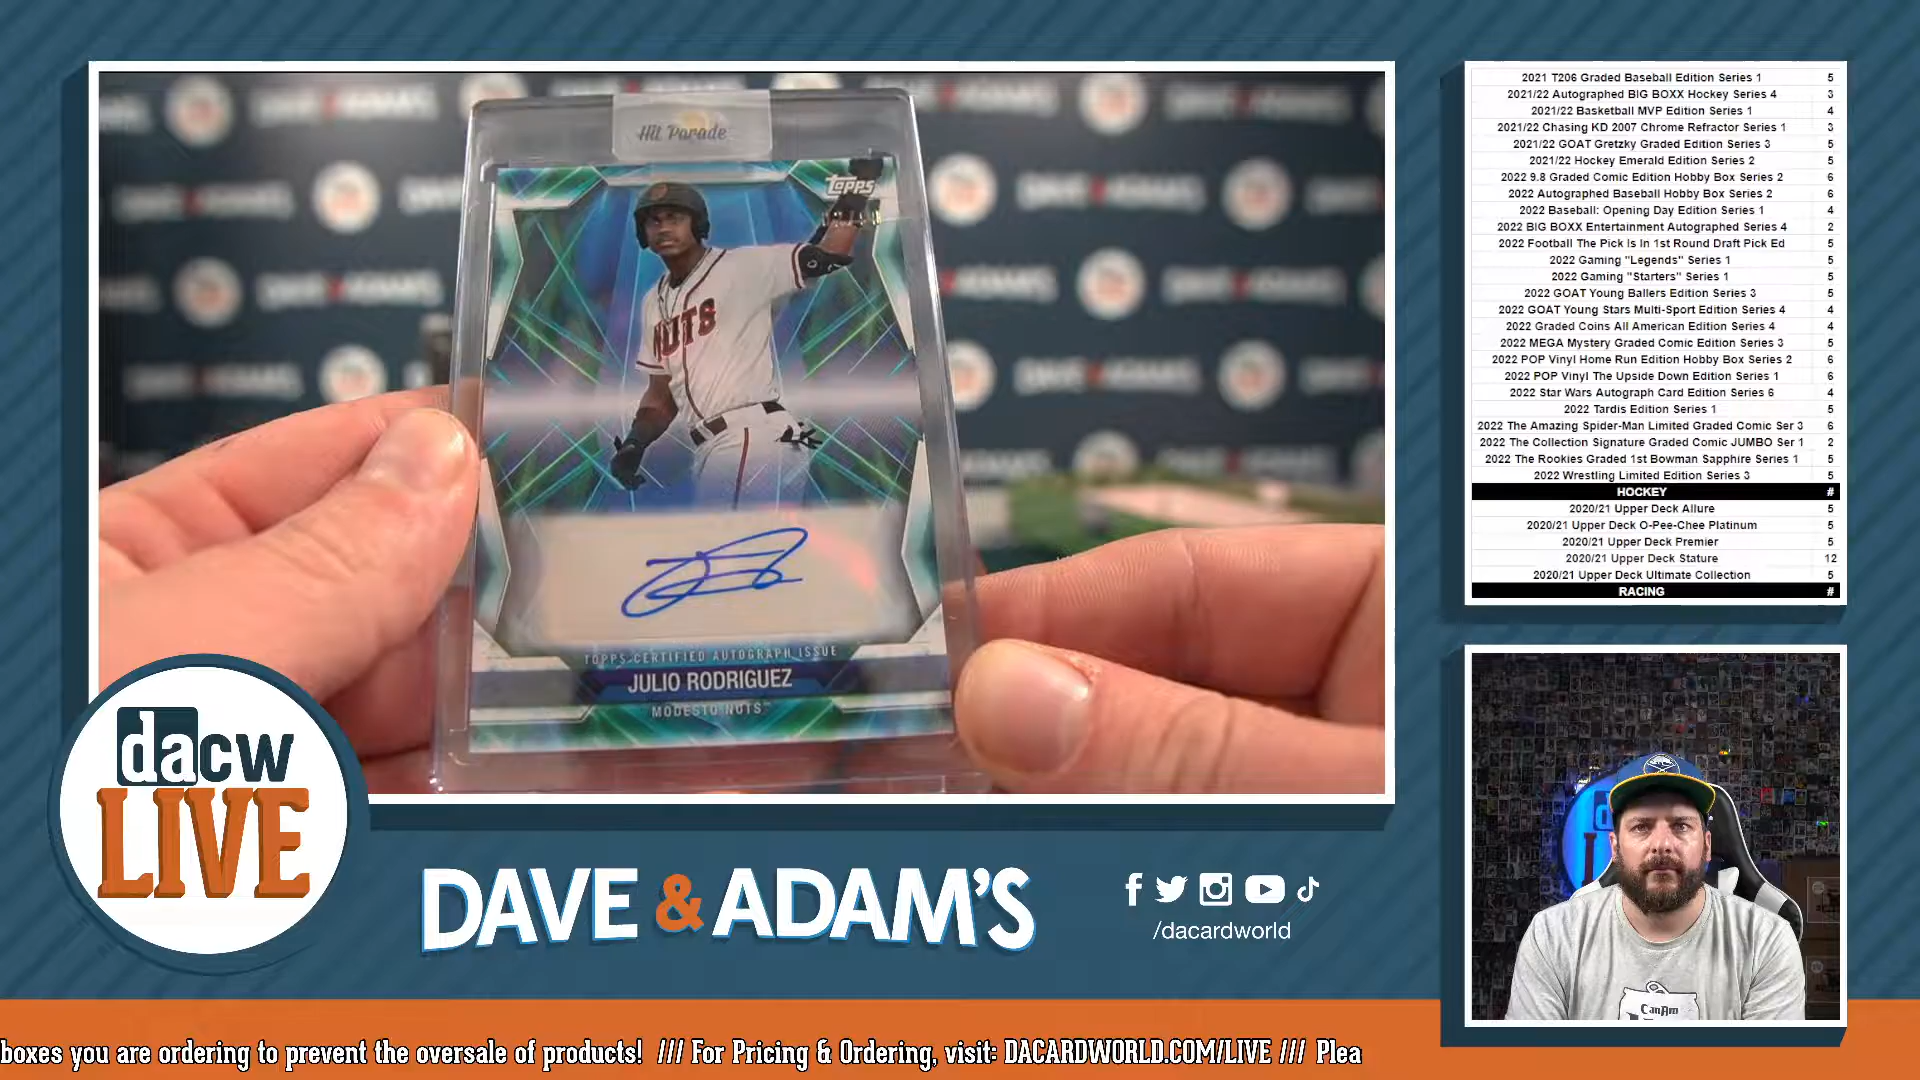 Hit Parade
Topps
NUTS
TOPPS CERTIFIED AUTOGRAPH ISSUE
JULIO RODRIGUEZ
MODESTO NUTS
2021 T206 Graded Baseball Edition Series 1 5
2021/22 Autographed BIG BOXX Hockey Series 4 3
2021/22 Basketball MVP Edition Series 1 4
2021/22 Chasing KD 2007 Chrome Refractor Series 1 3
2021/22 GOAT Gretzky Graded Edition Series 3 5
2021/22 Hockey Emerald Edition Series 2 5
2022 9.8 Graded Comic Edition Hobby Box Series 2 6
2022 Autographed Baseball Hobby Box Series 2 6
2022 Baseball: Opening Day Edition Series 1 4
2022 BIG BOXX Entertainment Autographed Series 4 2
2022 Football The Pick Is In 1st Round Draft Pick Ed 5
2022 Gaming "Legends" Series 1 5
2022 Gaming "Starters" Series 1 5
2022 GOAT Young Ballers Edition Series 3 5
2022 GOAT Young Stars Multi-Sport Edition Series 4 4
2022 Graded Coins All American Edition Series 4 4
2022 MEGA Mystery Graded Comic Edition Series 3 5
2022 POP Vinyl Home Run Edition Hobby Box Series 2 6
2022 POP Vinyl The Upside Down Edition Series 1 6
2022 Star Wars Autograph Card Edition Series 6 4
2022 Tardis Edition Series 1 5
2022 The Amazing Spider-Man Limited Graded Comic Ser 3 6
2022 The Collection Signature Graded Comic JUMBO Ser 1 2
2022 The Rookies Graded 1st Bowman Sapphire Series 1 5
2022 Wrestling Limited Edition Series 3 5
HOCKEY #
2020/21 Upper Deck Allure 5
2020/21 Upper Deck O-Pee-Chee Platinum 5
2020/21 Upper Deck Premier 5
2020/21 Upper Deck Stature 12
2020/21 Upper Deck Ultimate Collection 5
RACING #
dacw
LIVE
DAVE & ADAM'S
/dacardworld
CanAm
boxes you are ordering to prevent the oversale of products! /// For Pricing & Ordering, visit: DACARDWORLD.COM/LIVE /// Plea